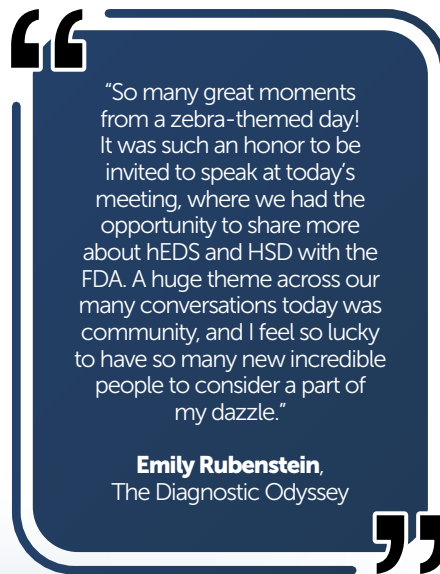 “So many great moments
from a zebra-themed day!
It was such an honor to be
invited to speak at today’s
meeting, where we had the
opportunity to share more
about hEDS and HSD with the
FDA. A huge theme across our
many conversations today was
community, and I feel so lucky
to have so many new incredible
people to consider a part of
my dazzle.”
Emily Rubenstein,
The Diagnostic Odyssey